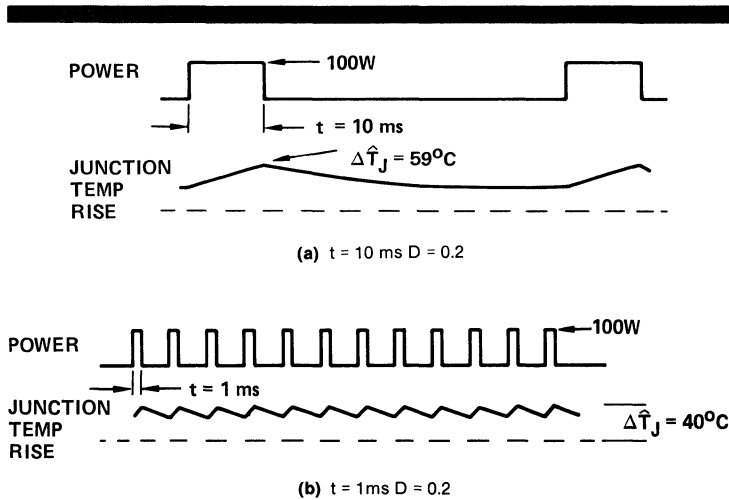 POWER
100W
t = 10 ms
JUNCTION
TEMP
RISE
ΔT̂J = 59°C
(a) t = 10 ms D = 0.2
POWER
100W
t = 1 ms
JUNCTION
TEMP
RISE
ΔT̂J = 40°C
(b) t = 1ms D = 0.2